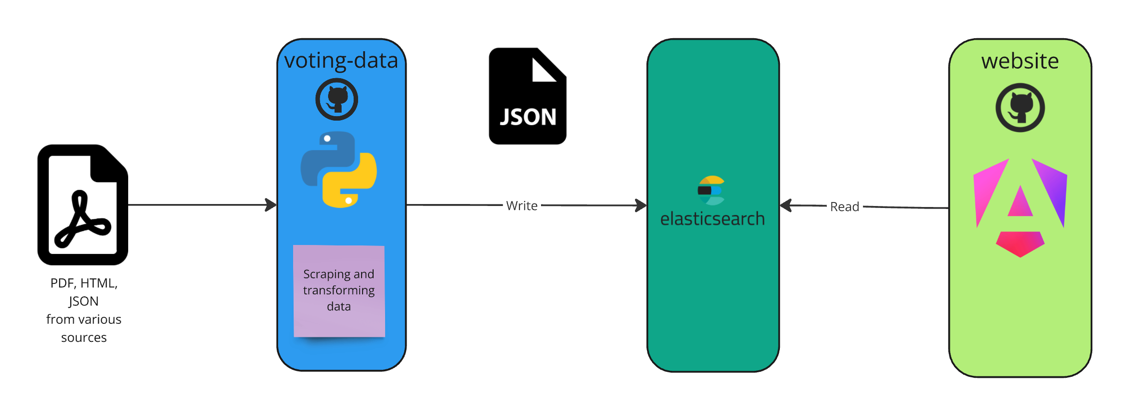 PDF, HTML,
JSON
from various
sources
voting-data
Scraping and
transforming
data
JSON
Write
elasticsearch
Read
website